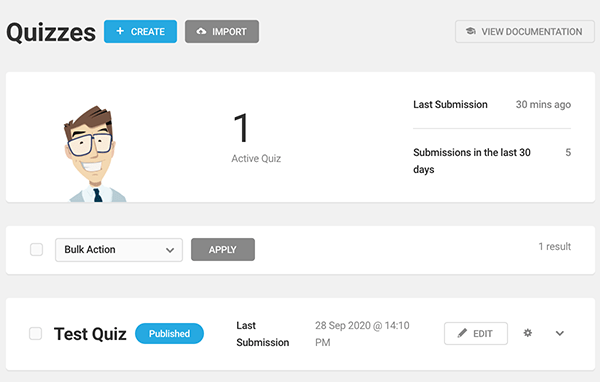 Quizzes
CREATE
IMPORT
VIEW DOCUMENTATION
1
Active Quiz
Last Submission 30 mins ago
Submissions in the last 30 5
days
Bulk Action
APPLY
1 result
Test Quiz
Published
Last 28 Sep 2020 @ 14:10
Submission PM
EDIT